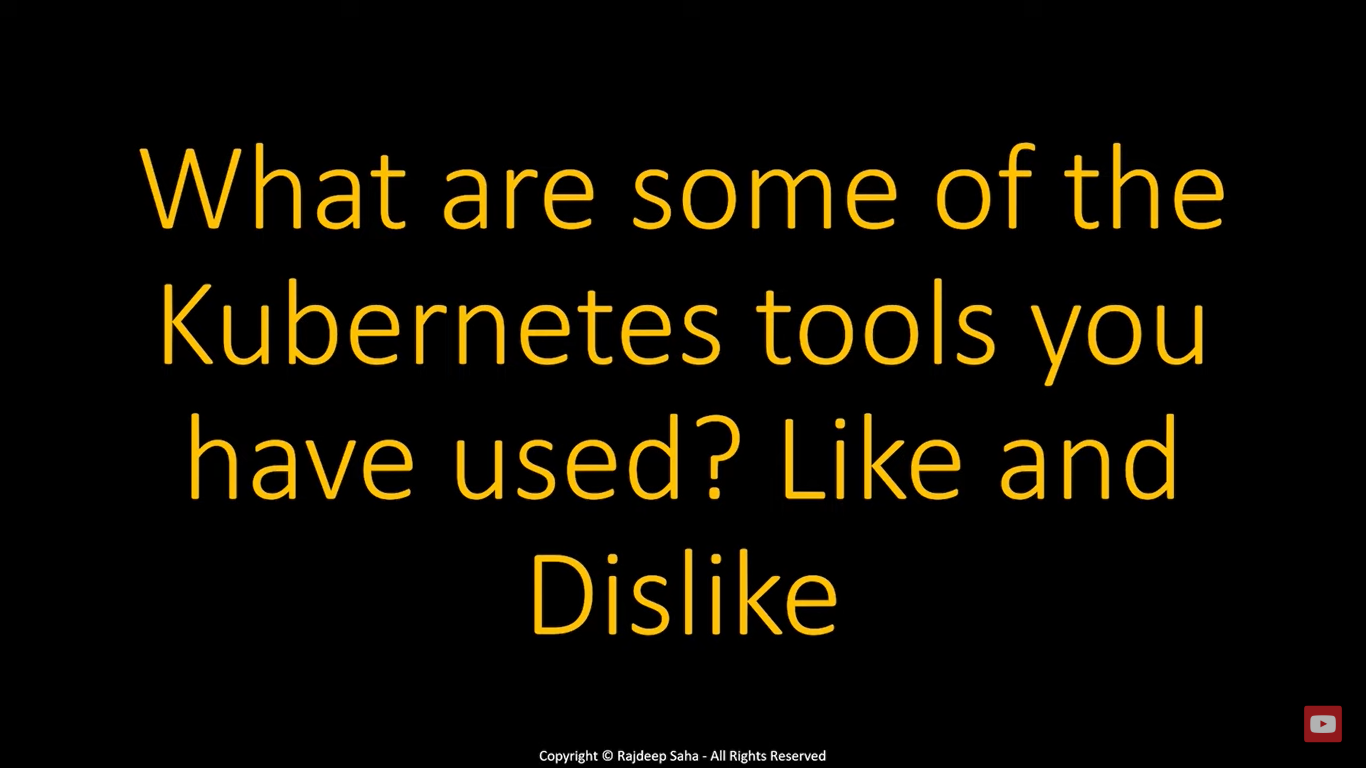 What are some of the
Kubernetes tools you
have used? Like and
Dislike
Copyright © Rajdeep Saha - All Rights Reserved